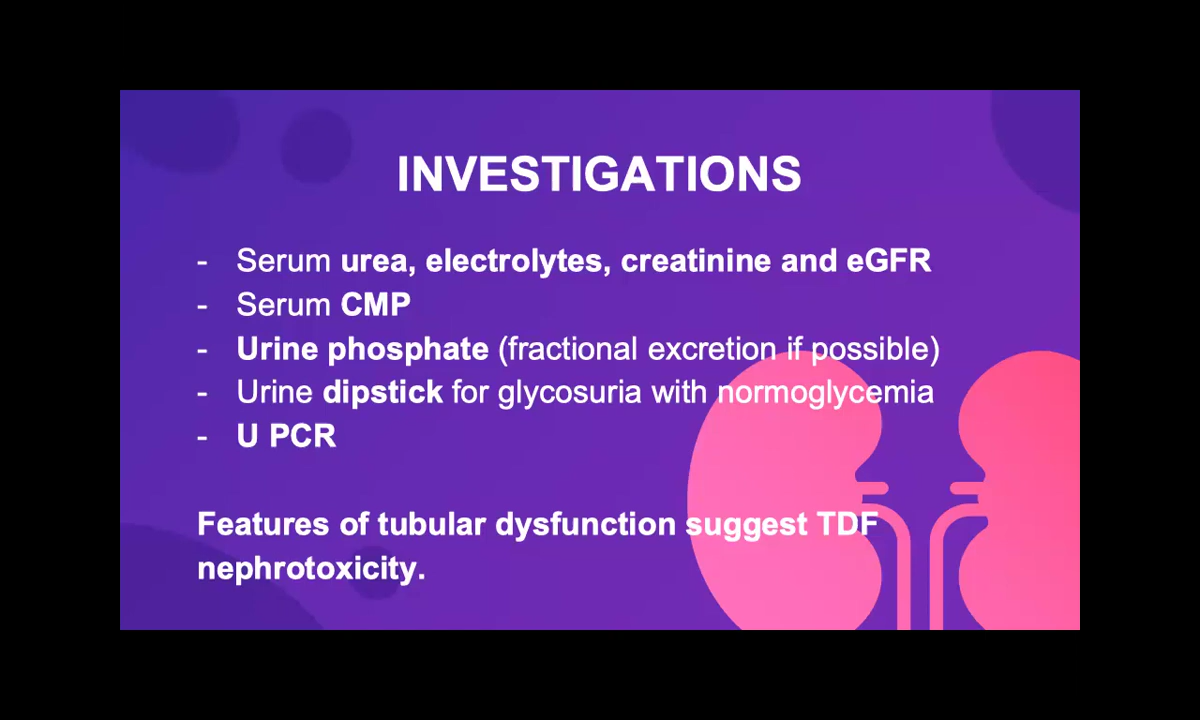 INVESTIGATIONS
- Serum urea, electrolytes, creatinine and eGFR
- Serum CMP
- Urine phosphate (fractional excretion if possible)
- Urine dipstick for glycosuria with normoglycemia
- U PCR
Features of tubular dysfunction suggest TDF
nephrotoxicity.